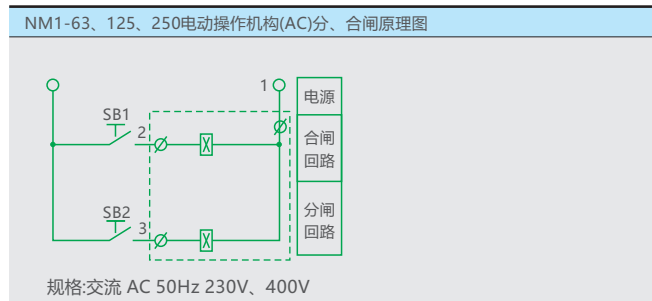 NM1-63、125、250电动操作机构(AC)分、合闸原理图
1
电源
SB1
2
合闸
回路
SB2
3
分闸
回路
规格:交流 AC 50Hz 230V、400V